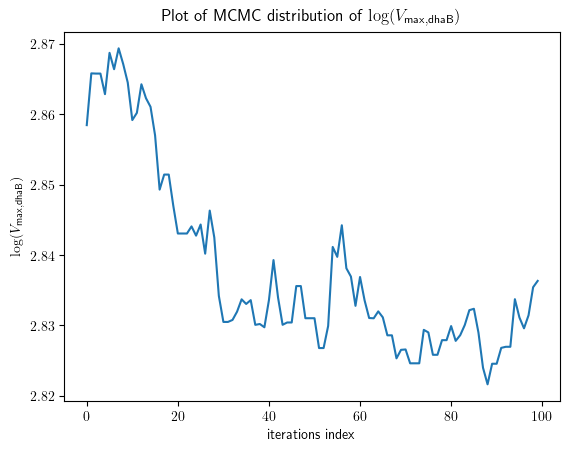 Plot of MCMC distribution of log(V_max,dhaB)
log(V_max,dhaB)
2.87
2.86
2.85
2.84
2.83
2.82
0 20 40 60 80 100
iterations index